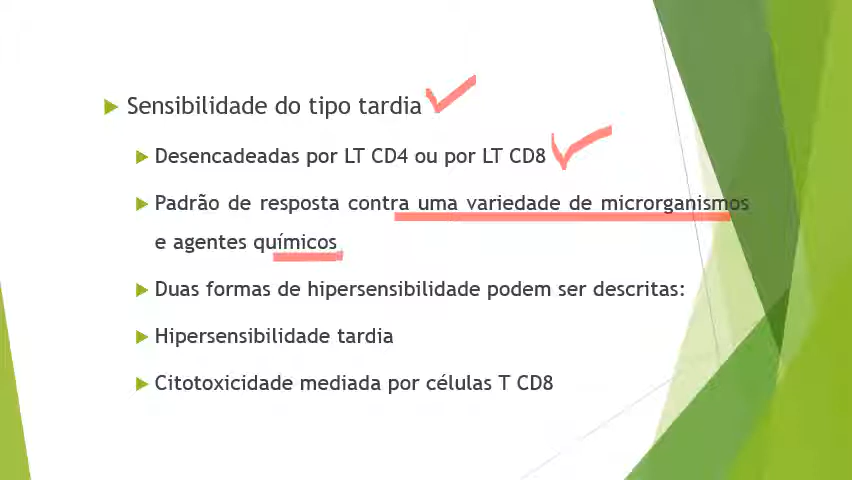 Sensibilidade do tipo tardia
Desencadeadas por LT CD4 ou por LT CD8
Padrão de resposta contra uma variedade de microrganismos
e agentes químicos
Duas formas de hipersensibilidade podem ser descritas:
Hipersensibilidade tardia
Citotoxicidade mediada por células T CD8